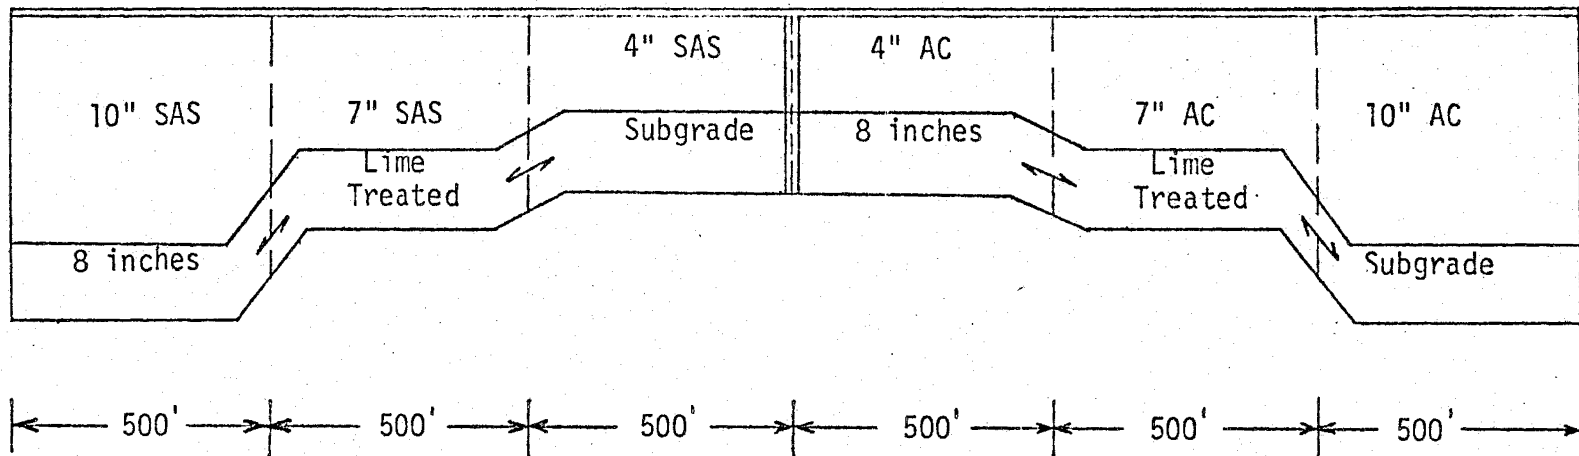 4" SAS
4" AC
10" SAS
7" SAS
7" AC
10" AC
Subgrade
8 inches
Lime
Treated
Lime
Treated
8 inches
Subgrade
500'
500'
500'
500'
500'
500'